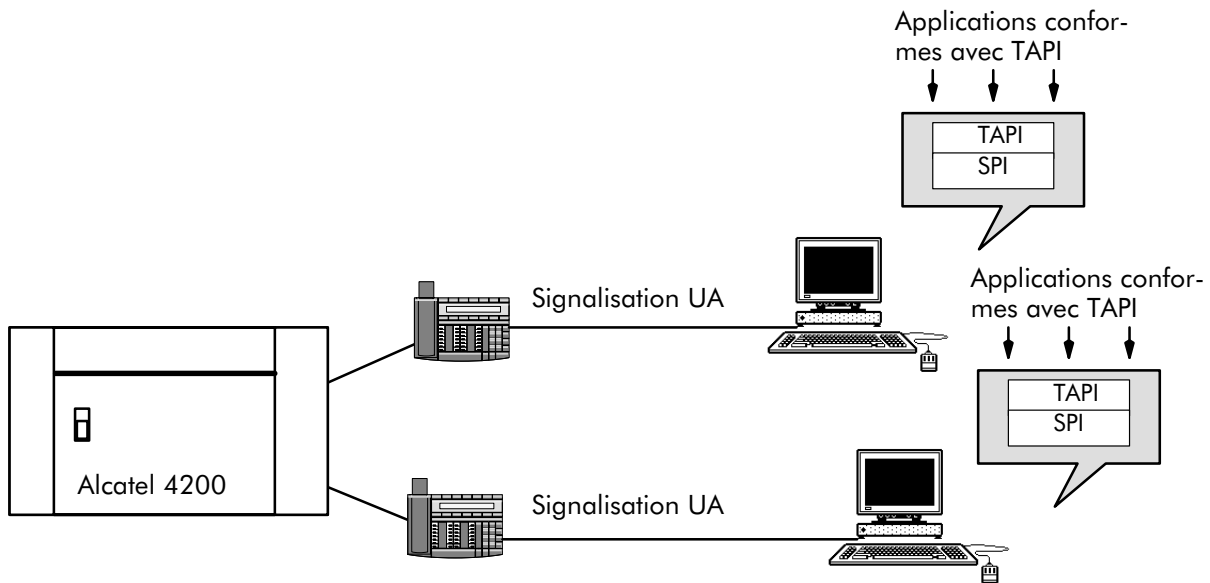 Applications confor-
mes avec TAPI
TAPI
SPI
Signalisation UA
Applications confor-
mes avec TAPI
TAPI
SPI
Alcatel 4200
Signalisation UA